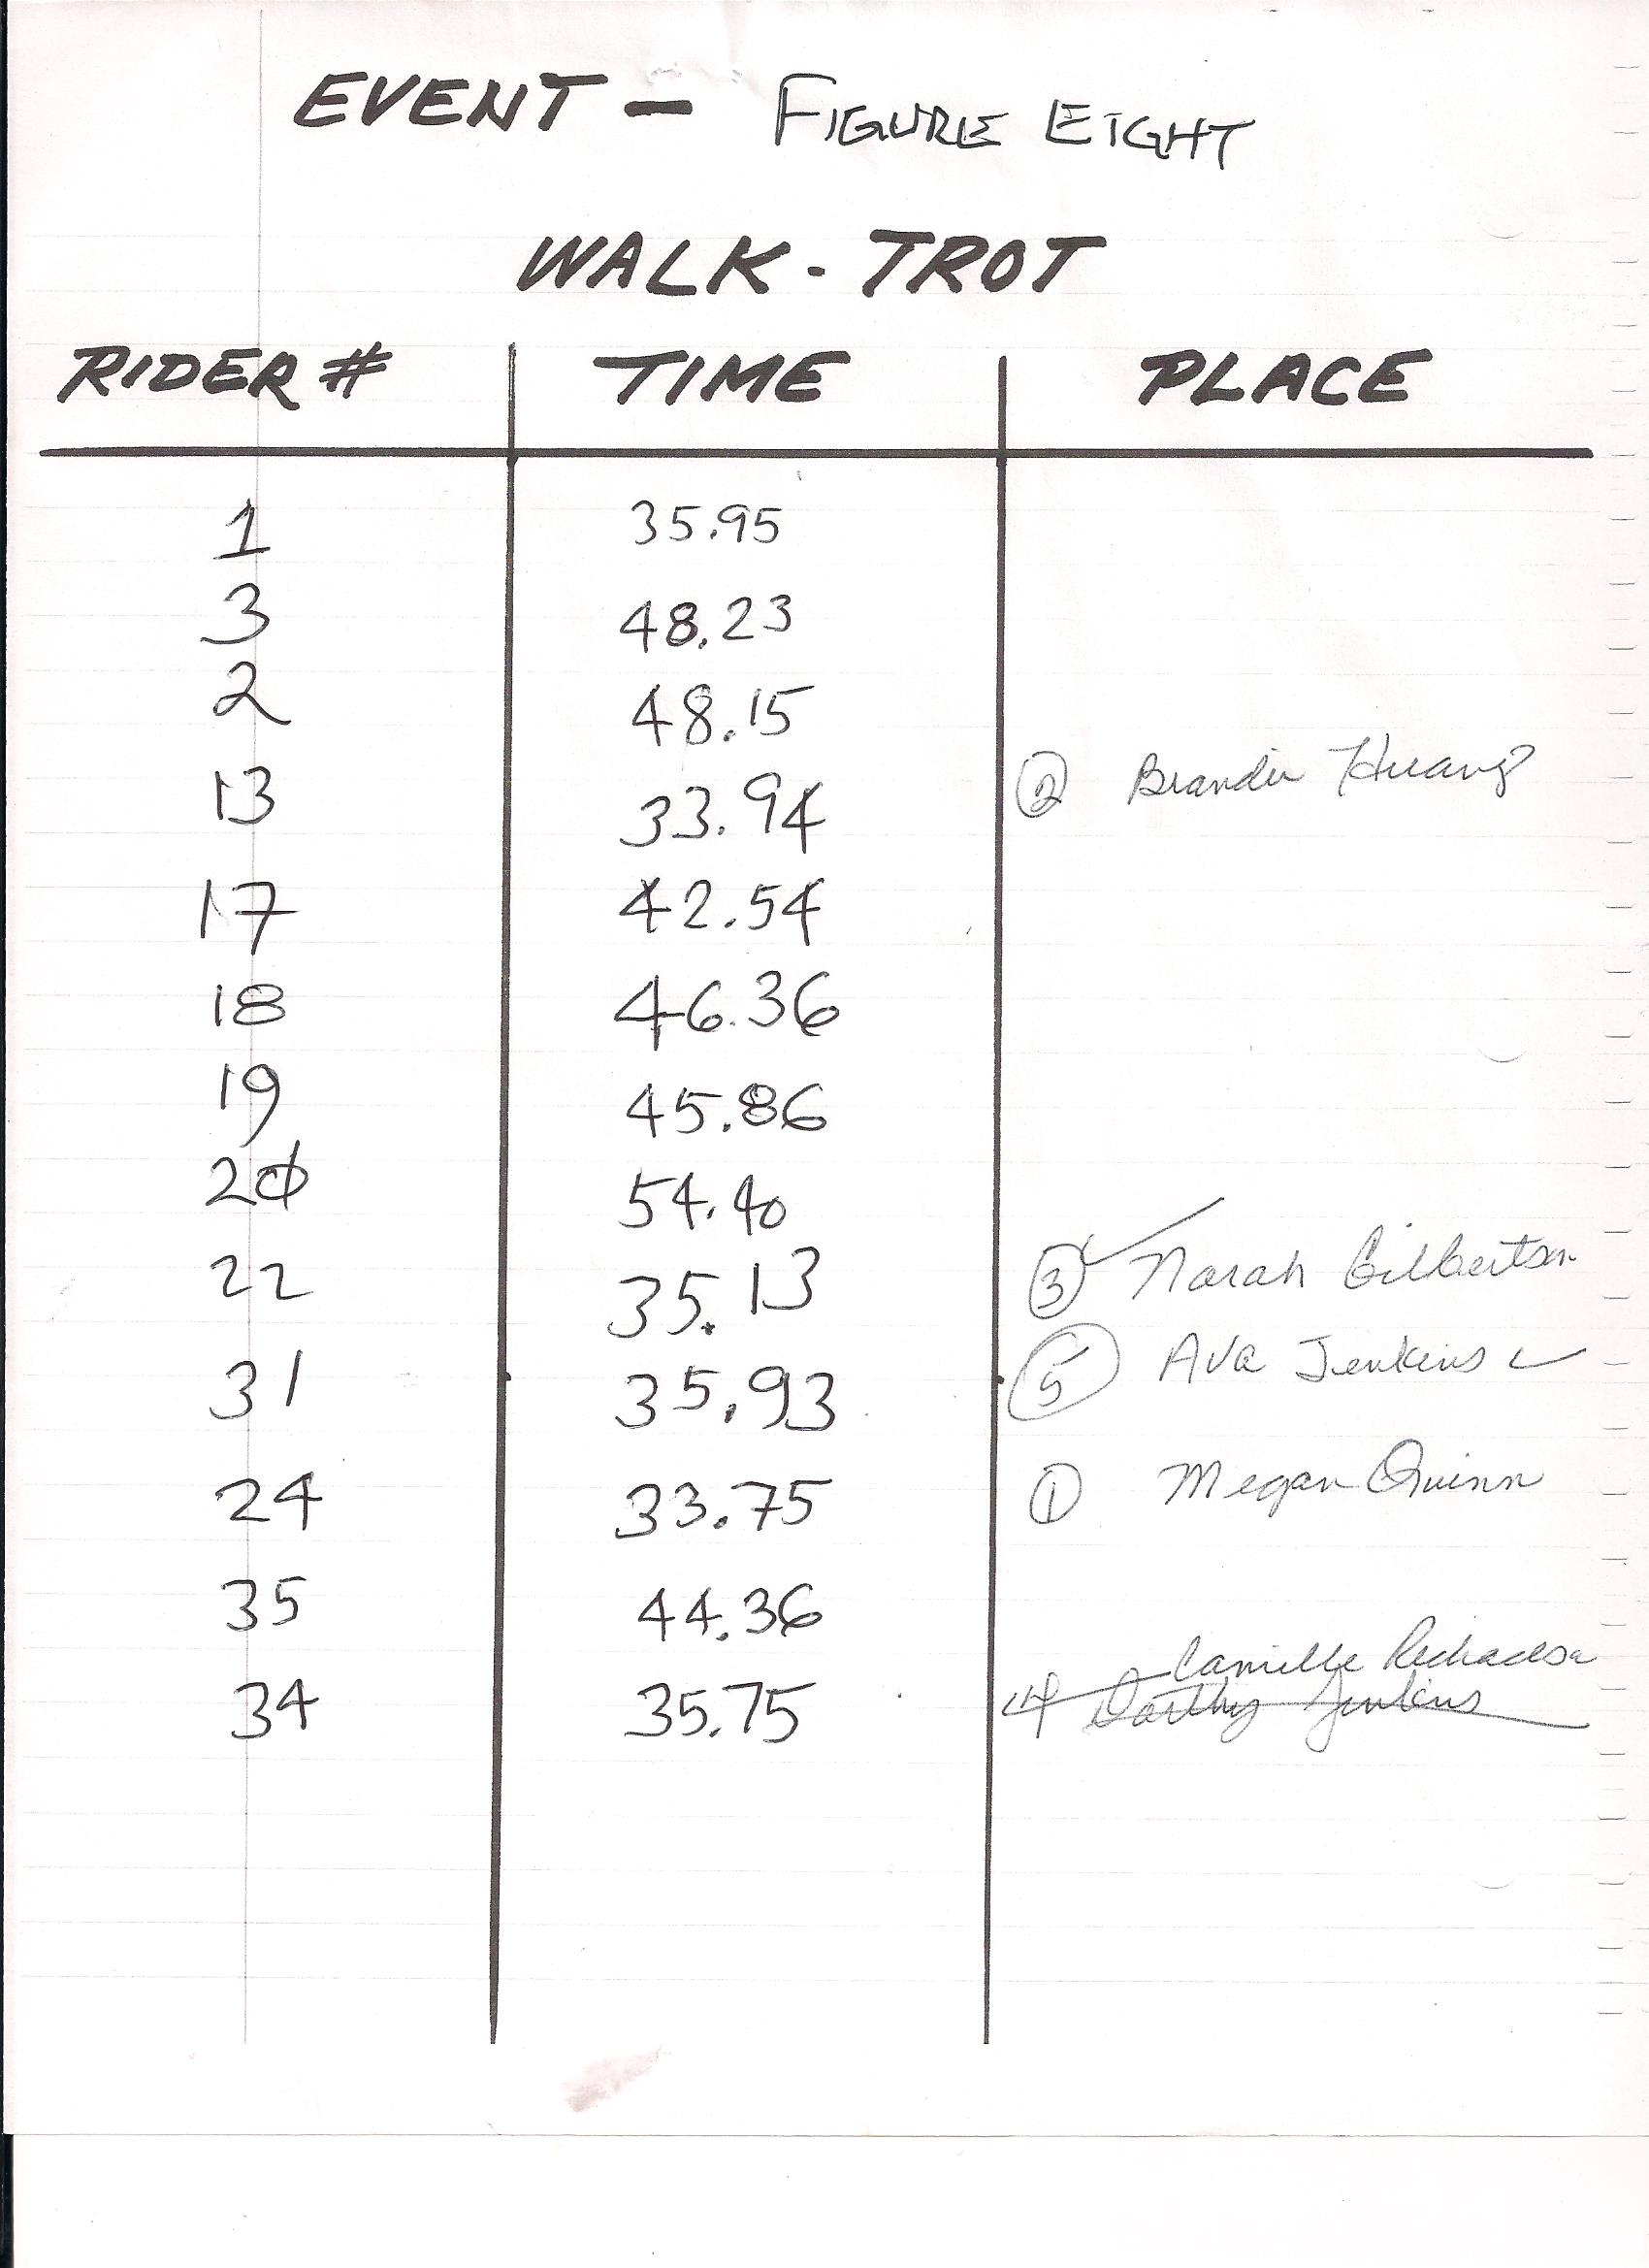 EVENT - FIGURE EIGHT
WALK - TROT
RIDER # TIME PLACE
1 35.95
3 48.23
2 48.15
13 33.94 2 Brandie Huang
17 42.54
18 46.36
19 45.86
20 54.40
22 35.13 3 Narah Gilbertson
31 35.93 5 Ava Jenkins
24 33.75 1 Megan Quinn
35 44.36
Camille
34 35.75 4 Jenkins